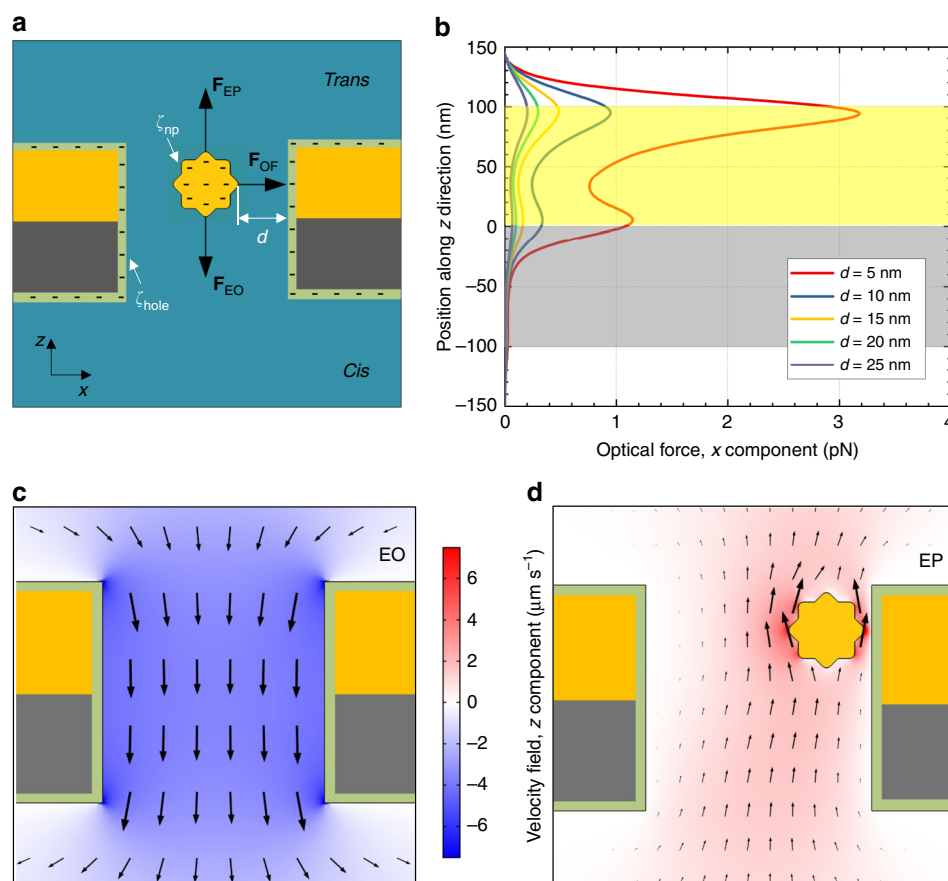 a
Trans
F_EP
ζ_np
F_OF
d
F_EO
ζ_hole
z
x
Cis
b
Position along z direction (nm)
150
100
50
0
−50
−100
−150
d = 5 nm
d = 10 nm
d = 15 nm
d = 20 nm
d = 25 nm
0
1
2
3
4
Optical force, x component (pN)
c
EO
6
4
2
0
−2
−4
−6
Velocity field, z component (μm s⁻¹)
d
EP